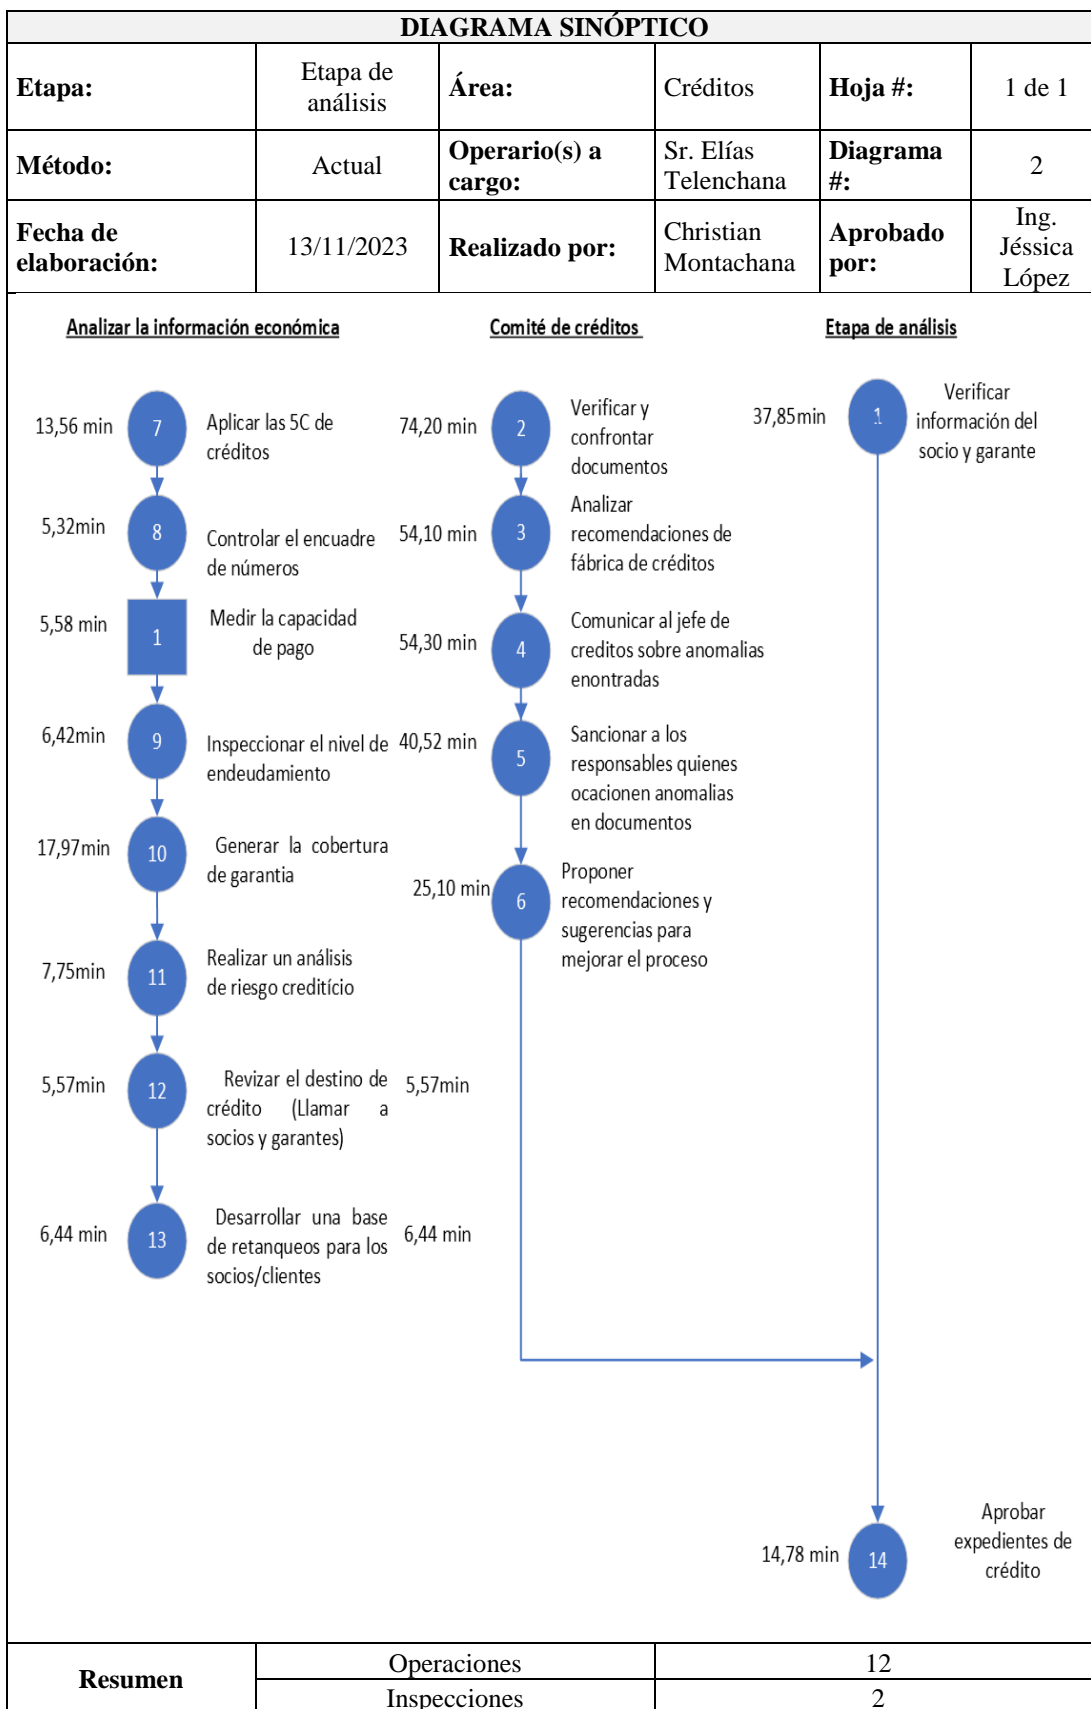 DIAGRAMA SINÓPTICO
Etapa:
Etapa de
análisis
Área:
Créditos
Hoja #:
1 de 1
Método:
Actual
Operario(s) a
cargo:
Sr. Elías
Telenchana
Diagrama
#:
2
Fecha de
elaboración:
13/11/2023
Realizado por:
Christian
Montachana
Aprobado
por:
Ing.
Jéssica
López
Analizar la información económica
13,56 min
7
Aplicar las 5C de
créditos
5,32min
8
Controlar el encuadre
de números
5,58 min
1
Medir la capacidad
de pago
6,42min
9
Inspeccionar el nivel de
endeudamiento
17,97min
10
Generar la cobertura
de garantia
7,75min
11
Realizar un análisis
de riesgo creditício
5,57min
12
Revizar el destino de
crédito (Llamar a
socios y garantes)
5,57min
6,44 min
13
Desarrollar una base
de retanqueos para los
socios/clientes
6,44 min
Comité de créditos
74,20 min
2
Verificar y
confrontar
documentos
54,10 min
3
Analizar
recomendaciones de
fábrica de créditos
54,30 min
4
Comunicar al jefe de
creditos sobre anomalias
enontradas
40,52 min
5
Sancionar a los
responsables quienes
ocacionen anomalias
en documentos
25,10 min
6
Proponer
recomendaciones y
sugerencias para
mejorar el proceso
Etapa de análisis
37,85min
1
Verificar
información del
socio y garante
14,78 min
14
Aprobar
expedientes de
crédito
Resumen
Operaciones
12
Inspecciones
2